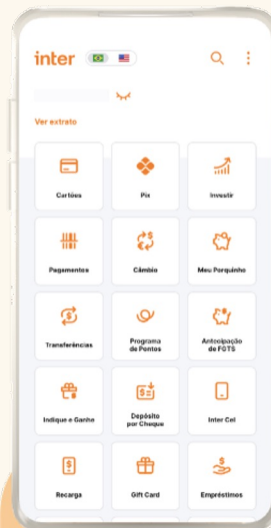 inter
Ver extrato
Cartões
Pix
Investir
Pagamentos
Câmbio
Meu Porquinho
Transferências
Programa
de Pontos
Antecipação
de FGTS
Indique e Ganhe
Depósito
por Cheque
Inter Cel
Recarga
Gift Card
Empréstimos